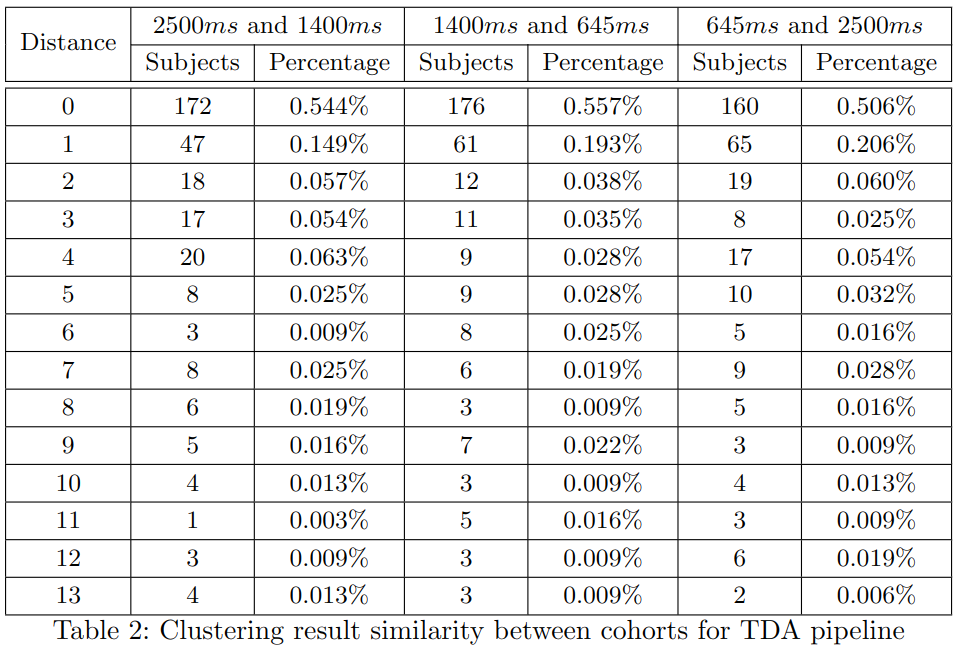 Distance 2500ms and 1400ms 1400ms and 645ms 645ms and 2500ms
Subjects Percentage Subjects Percentage Subjects Percentage
0 172 0.544% 176 0.557% 160 0.506%
1 47 0.149% 61 0.193% 65 0.206%
2 18 0.057% 12 0.038% 19 0.060%
3 17 0.054% 11 0.035% 8 0.025%
4 20 0.063% 9 0.028% 17 0.054%
5 8 0.025% 9 0.028% 10 0.032%
6 3 0.009% 8 0.025% 5 0.016%
7 8 0.025% 6 0.019% 9 0.028%
8 6 0.019% 3 0.009% 5 0.016%
9 5 0.016% 7 0.022% 3 0.009%
10 4 0.013% 3 0.009% 4 0.013%
11 1 0.003% 5 0.016% 3 0.009%
12 3 0.009% 3 0.009% 6 0.019%
13 4 0.013% 3 0.009% 2 0.006%
Table 2: Clustering result similarity between cohorts for TDA pipeline